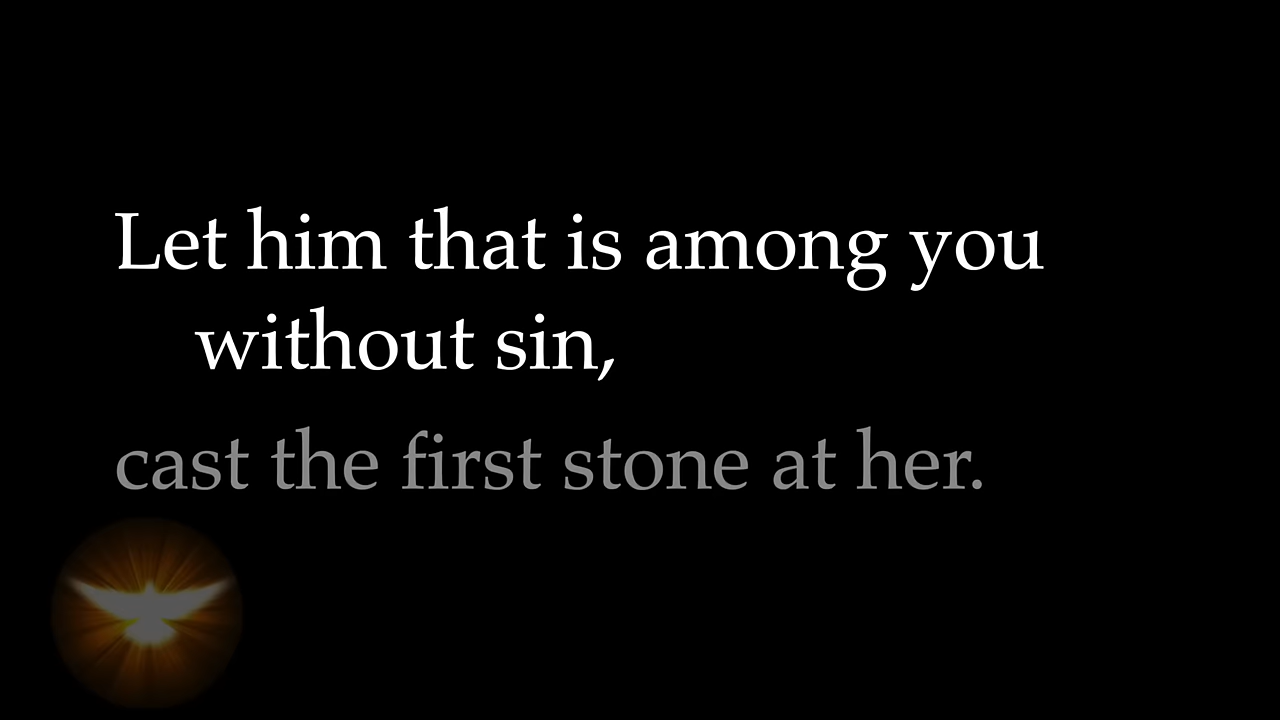 Let him that is among you
without sin,
cast the first stone at her.